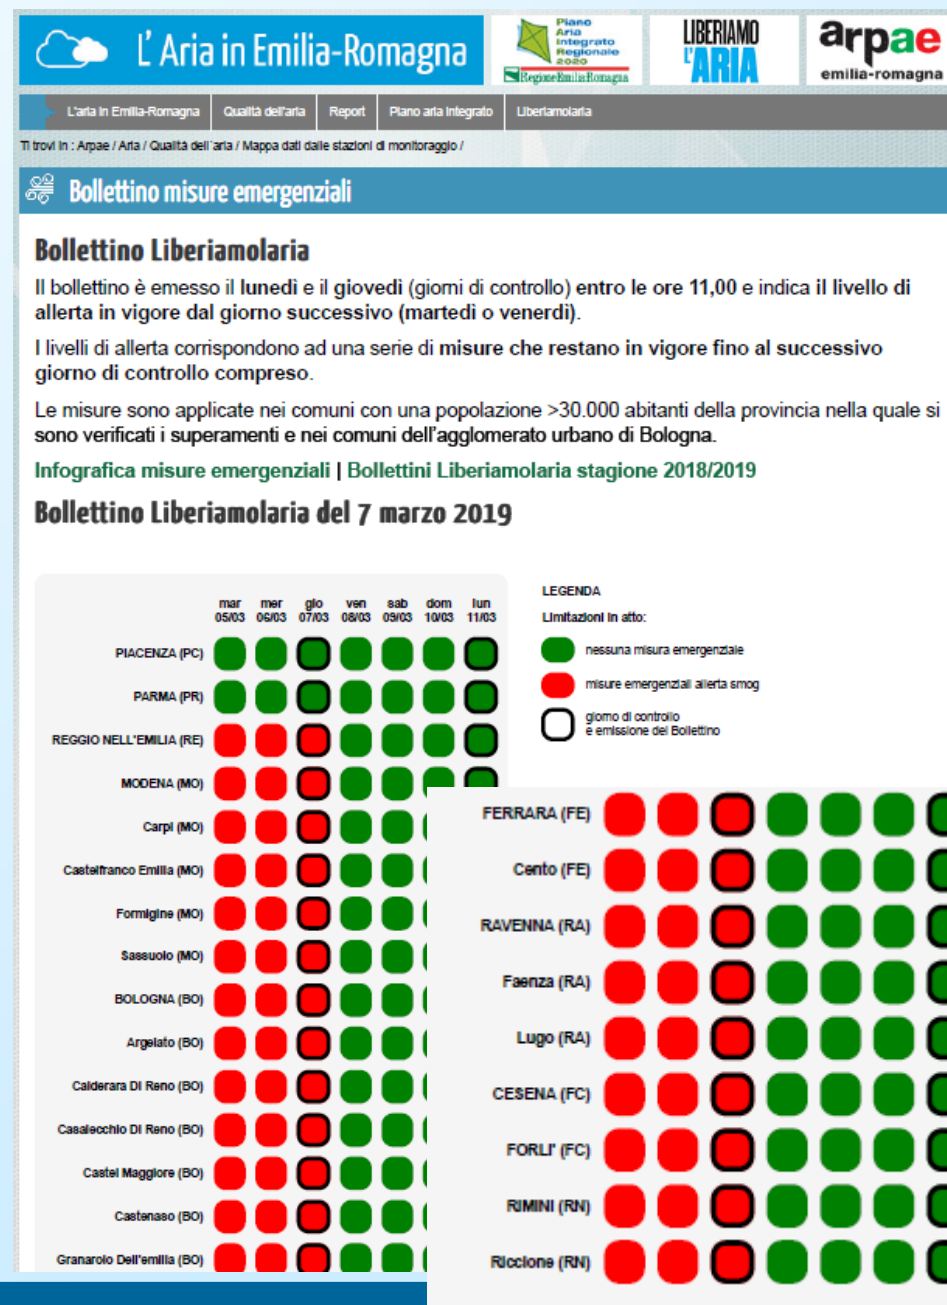 L'Aria in Emilia-Romagna
Piano
Aria
Integrato
Regionale
2020
RegioneEmiliaRomagna
LIBERIAMO
L'ARIA
arpae
emilia-romagna
L'aria in Emilia-Romagna
Qualità dell'aria
Report
Piano aria integrato
Liberiamolaria
Ti trovi in : Arpae / Aria / Qualità dell'aria / Mappa dati dalle stazioni di monitoraggio /
Bollettino misure emergenziali
Bollettino Liberiamolaria
Il bollettino è emesso il lunedì e il giovedì (giorni di controllo) entro le ore 11,00 e indica il livello di
allerta in vigore dal giorno successivo (martedì o venerdì).
I livelli di allerta corrispondono ad una serie di misure che restano in vigore fino al successivo
giorno di controllo compreso.
Le misure sono applicate nei comuni con una popolazione >30.000 abitanti della provincia nella quale si
sono verificati i superamenti e nei comuni dell'agglomerato urbano di Bologna.
Infografica misure emergenziali | Bollettini Liberiamolaria stagione 2018/2019
Bollettino Liberiamolaria del 7 marzo 2019
mar mer gio ven sab dom lun
05/03 06/03 07/03 08/03 09/03 10/03 11/03
PIACENZA (PC)
PARMA (PR)
REGGIO NELL'EMILIA (RE)
MODENA (MO)
Carpi (MO)
Castelfranco Emilia (MO)
Formigine (MO)
Sassuolo (MO)
BOLOGNA (BO)
Argelato (BO)
Calderara Di Reno (BO)
Casalecchio Di Reno (BO)
Castel Maggiore (BO)
Castenaso (BO)
Granarolo Dell'emilia (BO)
LEGENDA
Limitazioni in atto:
nessuna misura emergenziale
misure emergenziali allerta smog
giorno di controllo
e emissione del Bollettino
FERRARA (FE)
Cento (FE)
RAVENNA (RA)
Faenza (RA)
Lugo (RA)
CESENA (FC)
FORLI' (FC)
RIMINI (RN)
Riccione (RN)